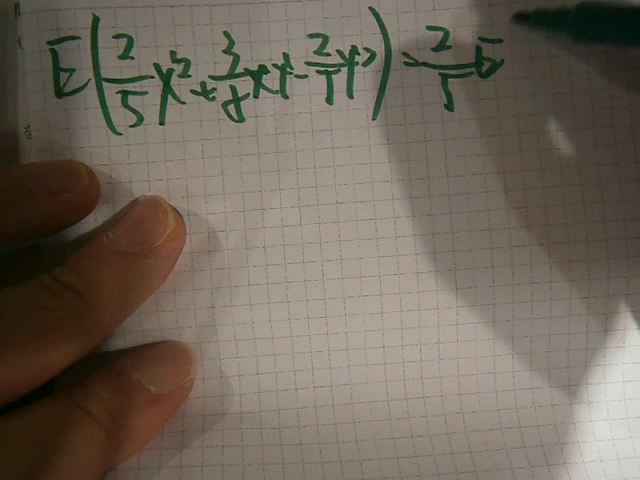 E(2/5 x² + 3/8 xy - 2/5 y²) = 2/5 E